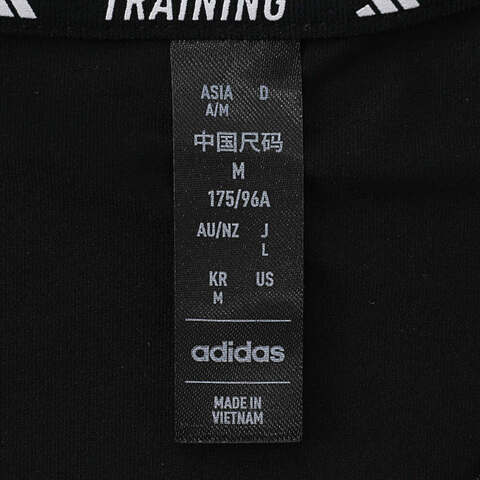 TRAINING
ASIA D
A/M
中国尺码
M
175/96A
AU/NZ J
L
KR US
M
adidas
MADE IN
VIETNAM